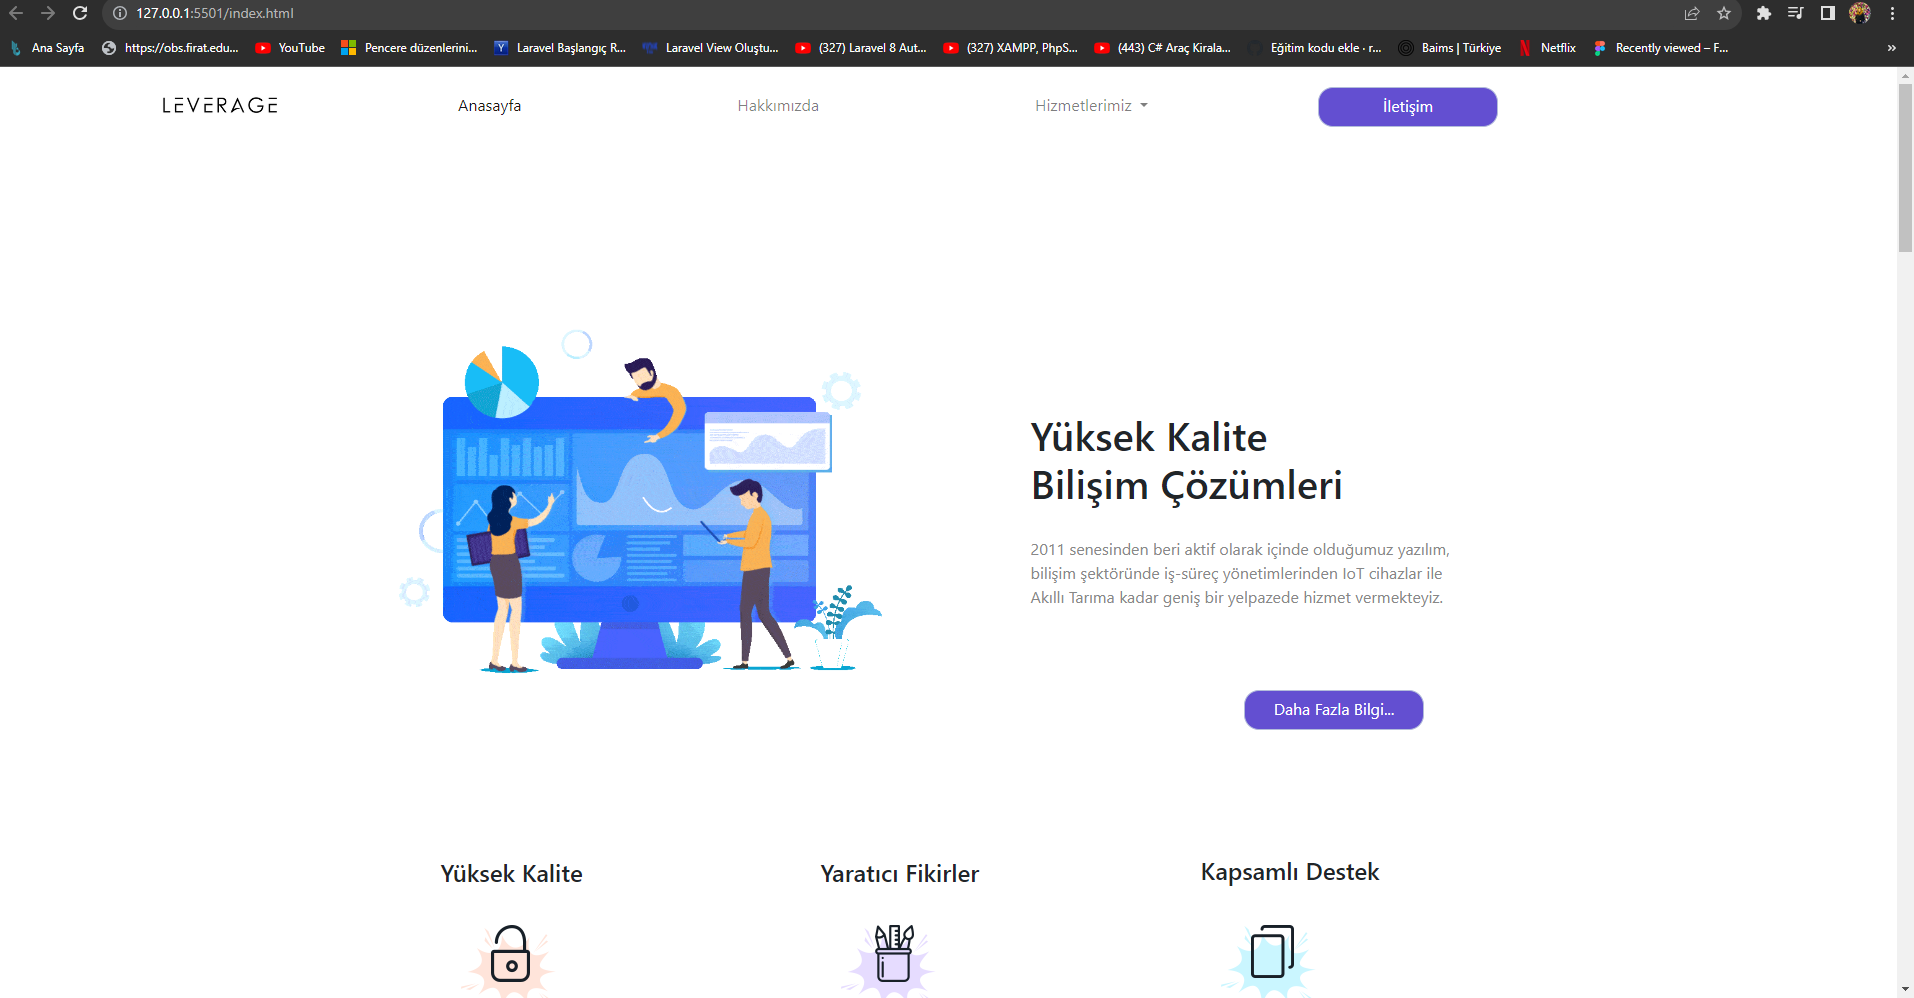 127.0.0.1:5501/index.html
Ana Sayfa https://obs.firat.edu... YouTube Pencere düzenlerini... Laravel Başlangıç R... Laravel View Oluştu... (327) Laravel 8 Aut... (327) XAMPP, PhpS... (443) C# Araç Kirala... Eğitim kodu ekle · r... Baims | Türkiye Netflix Recently viewed – F... »
LEVERAGE Anasayfa Hakkımızda Hizmetlerimiz İletişim
Yüksek Kalite
Bilişim Çözümleri
2011 senesinden beri aktif olarak içinde olduğumuz yazılım,
bilişim şektöründe iş-süreç yönetimlerinden IoT cihazlar ile
Akıllı Tarıma kadar geniş bir yelpazede hizmet vermekteyiz.
Daha Fazla Bilgi...
Yüksek Kalite Yaratıcı Fikirler Kapsamlı Destek